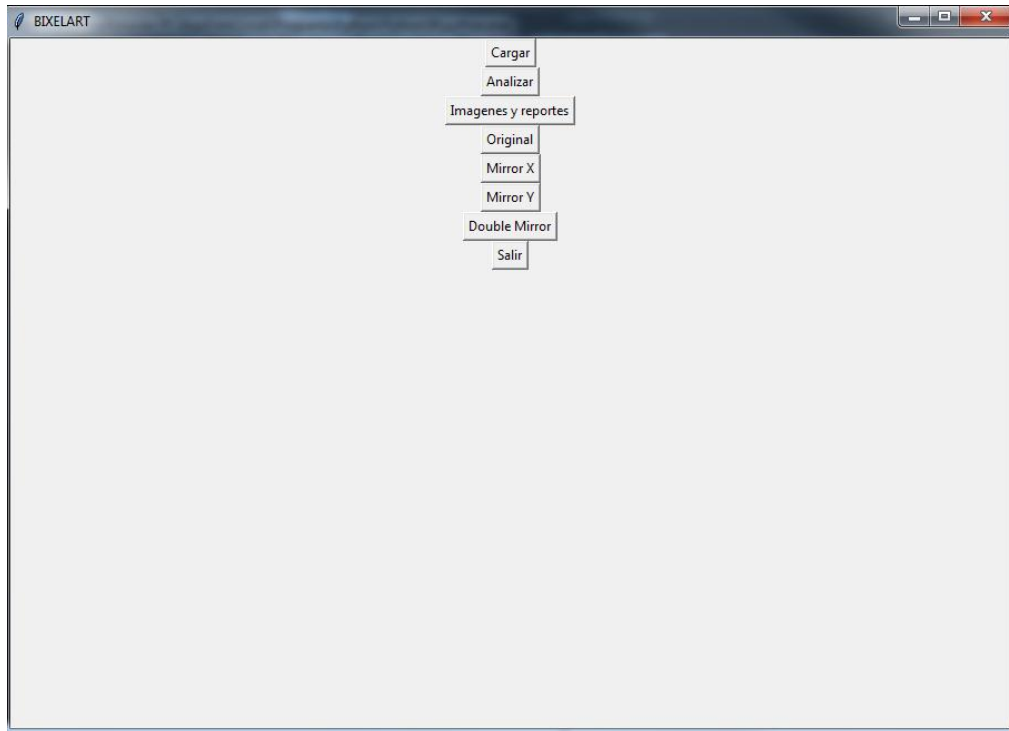 BIXELART
Cargar
Analizar
Imagenes y reportes
Original
Mirror X
Mirror Y
Double Mirror
Salir